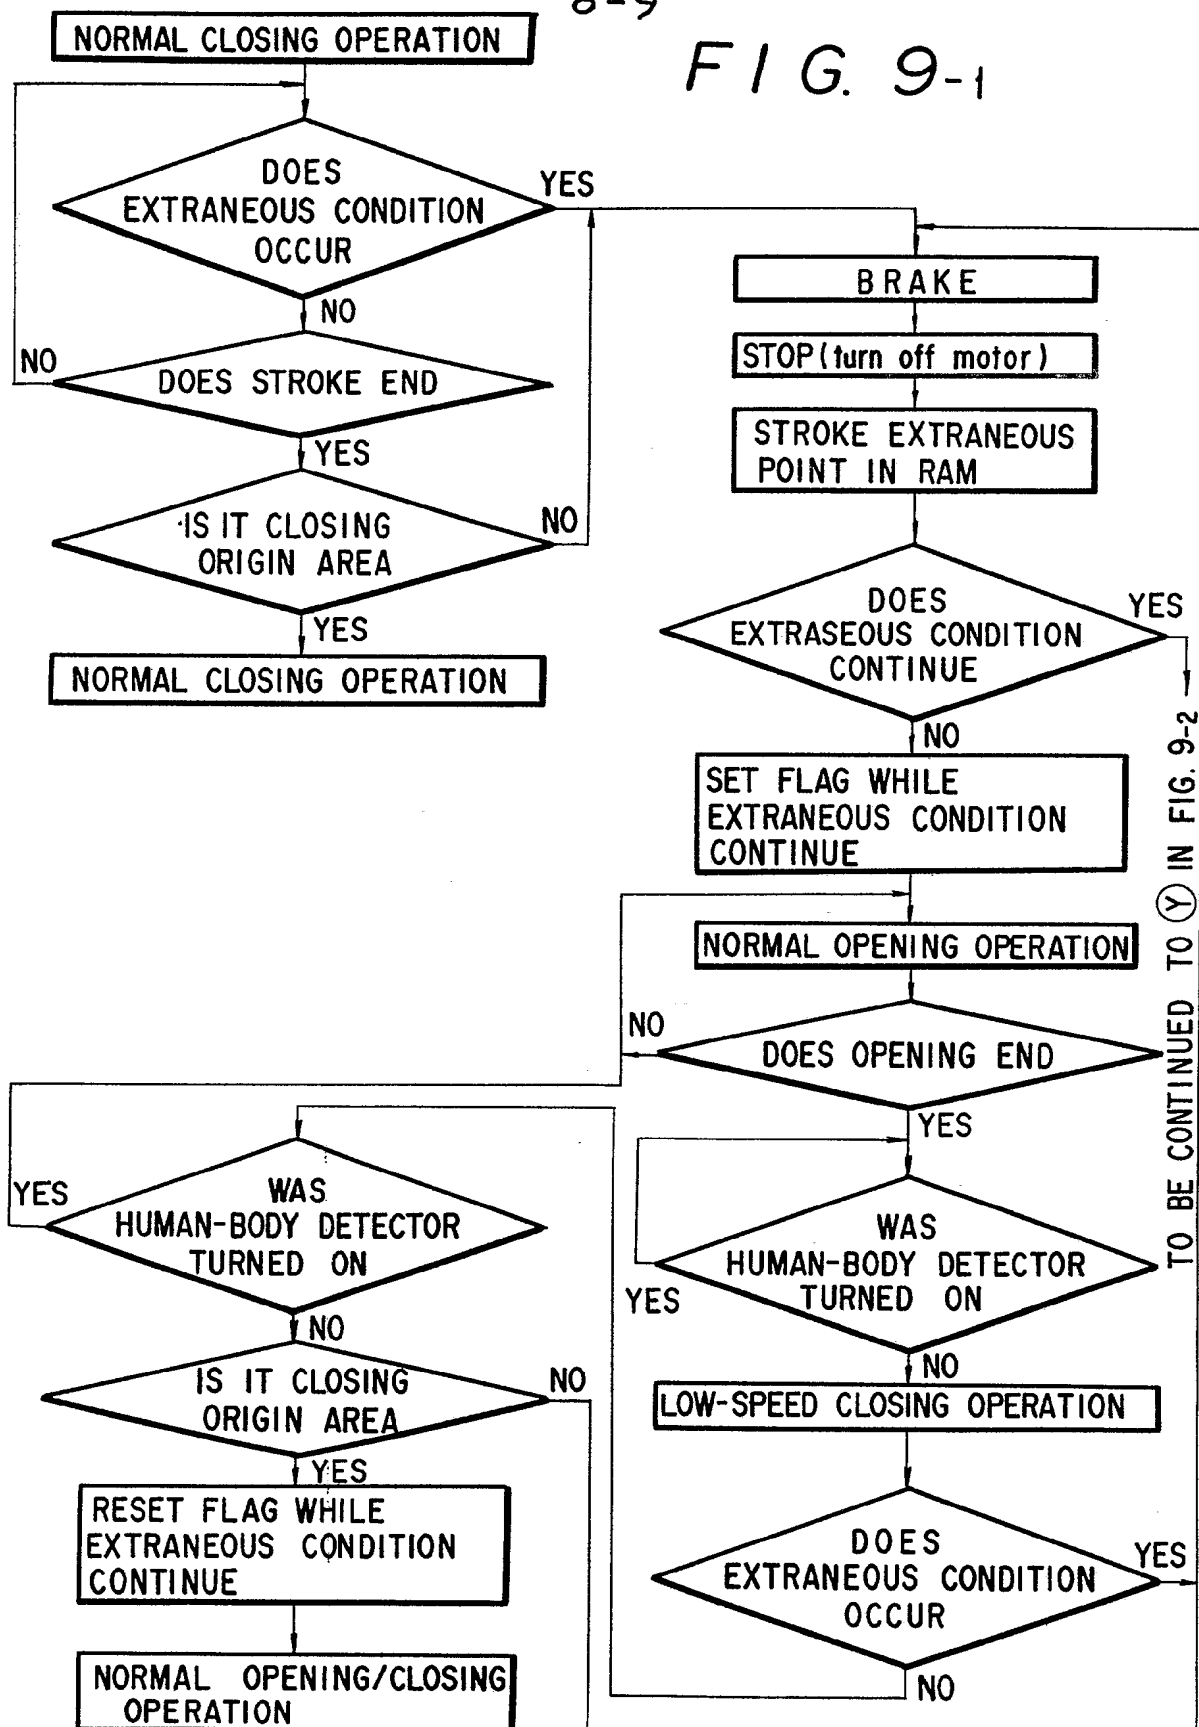 8-9
FIG. 9-1
NORMAL CLOSING OPERATION
DOES
EXTRANEOUS CONDITION
OCCUR
YES
NO
DOES STROKE END
NO
YES
IS IT CLOSING
ORIGIN AREA
NO
YES
NORMAL CLOSING OPERATION
BRAKE
STOP (turn off motor)
STROKE EXTRANEOUS
POINT IN RAM
DOES
EXTRASEOUS CONDITION
CONTINUE
YES
TO BE CONTINUED TO Y IN FIG. 9-2
NO
SET FLAG WHILE
EXTRANEOUS CONDITION
CONTINUE
NORMAL OPENING OPERATION
NO
DOES OPENING END
YES
WAS
HUMAN-BODY DETECTOR
TURNED ON
YES
NO
LOW-SPEED CLOSING OPERATION
DOES
EXTRANEOUS CONDITION
OCCUR
YES
NO
YES
WAS
HUMAN-BODY DETECTOR
TURNED ON
NO
IS IT CLOSING
ORIGIN AREA
NO
YES
RESET FLAG WHILE
EXTRANEOUS CONDITION
CONTINUE
NORMAL OPENING/CLOSING
OPERATION